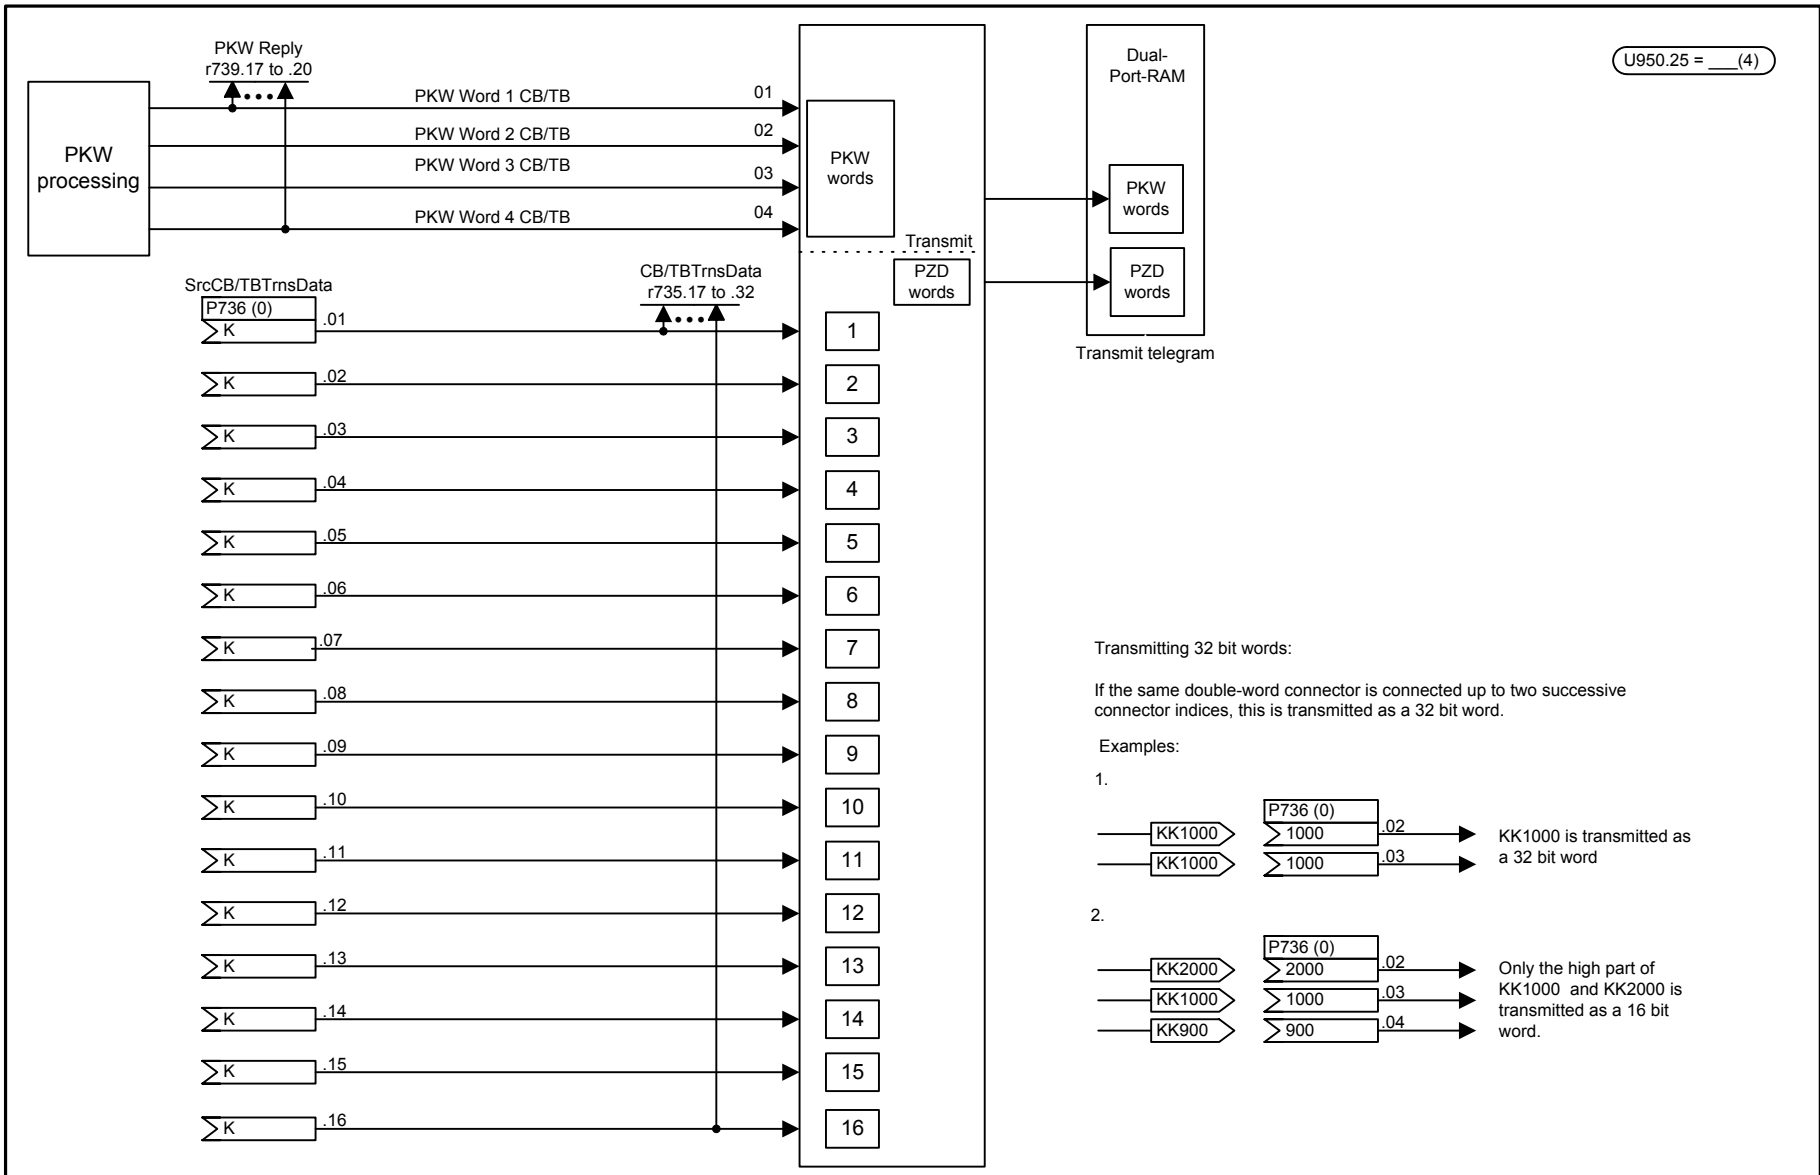 PKW Reply
r739.17 to .20
PKW
processing
PKW Word 1 CB/TB
01
PKW Word 2 CB/TB
02
PKW Word 3 CB/TB
03
PKW Word 4 CB/TB
04
PKW
words
Transmit
PZD
words
Dual-
Port-RAM
PKW
words
PZD
words
Transmit telegram
U950.25 = ___(4)
SrcCB/TBTrnsData
P736 (0)
CB/TBTrnsData
r735.17 to .32
K .01 1
K .02 2
K .03 3
K .04 4
K .05 5
K .06 6
K .07 7
K .08 8
K .09 9
K .10 10
K .11 11
K .12 12
K .13 13
K .14 14
K .15 15
K .16 16
Transmitting 32 bit words:
If the same double-word connector is connected up to two successive
connector indices, this is transmitted as a 32 bit word.
Examples:
1.
P736 (0)
KK1000 1000 .02
KK1000 1000 .03
KK1000 is transmitted as
a 32 bit word
2.
P736 (0)
KK2000 2000 .02
KK1000 1000 .03
KK900 900 .04
Only the high part of
KK1000 and KK2000 is
transmitted as a 16 bit
word.